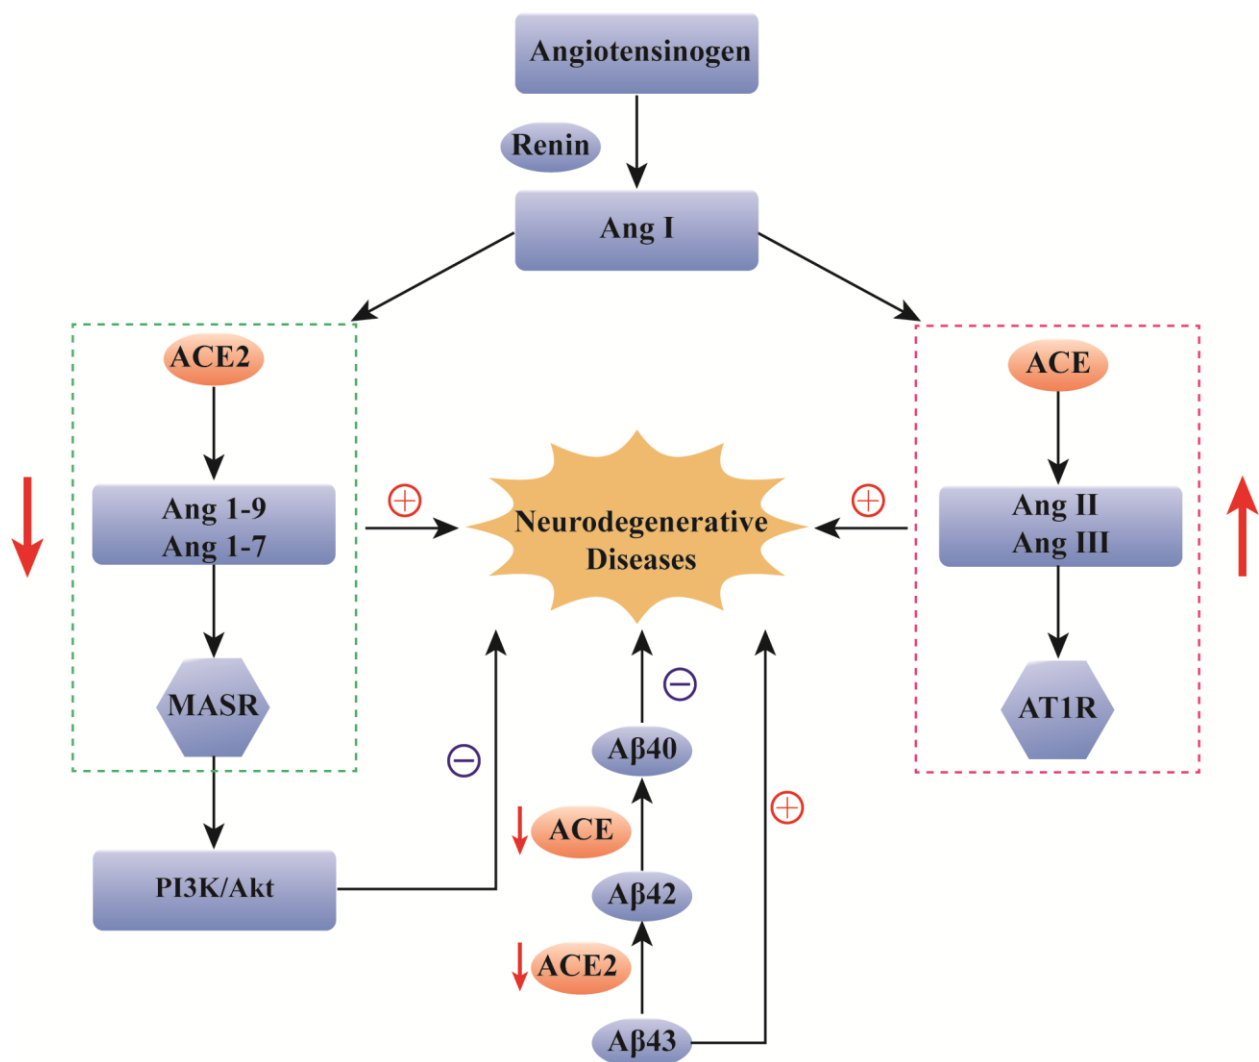 Angiotensinogen
Renin
Ang I
ACE2
ACE
Ang 1-9
Ang 1-7
Neurodegenerative
Diseases
Ang II
Ang III
MASR
AT1R
Aβ40
ACE
PI3K/Akt
Aβ42
ACE2
Aβ43